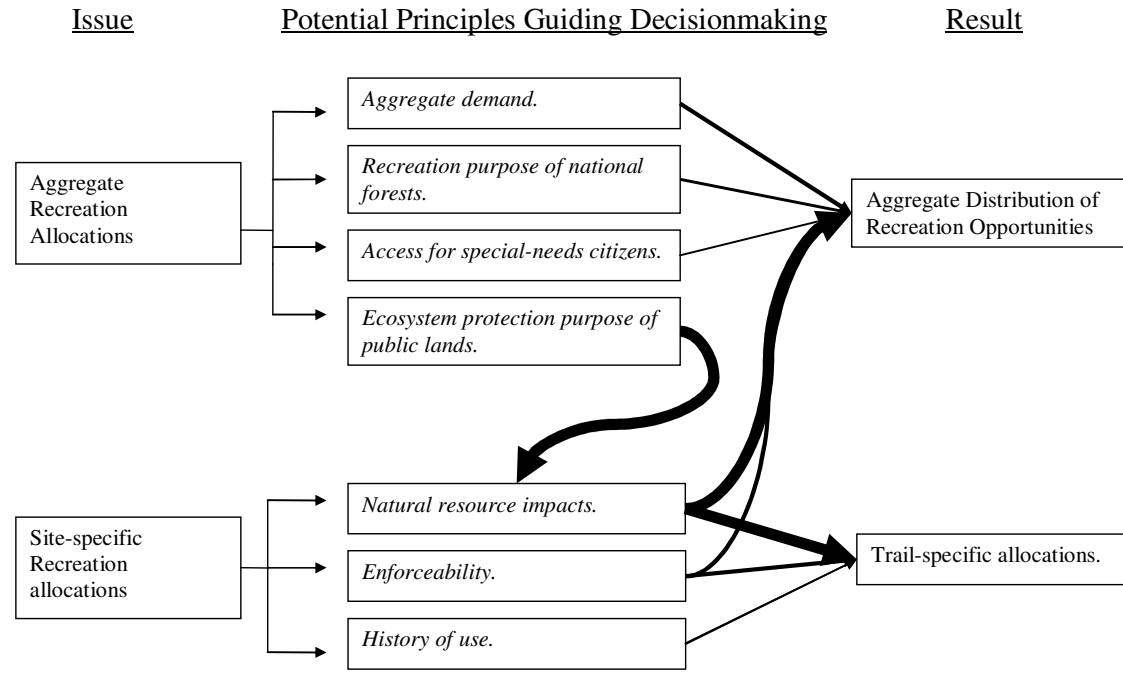 Issue
Potential Principles Guiding Decisionmaking
Result
Aggregate
Recreation
Allocations
Aggregate demand.
Recreation purpose of national
forests.
Access for special-needs citizens.
Ecosystem protection purpose of
public lands.
Aggregate Distribution of
Recreation Opportunities
Site-specific
Recreation
allocations
Natural resource impacts.
Enforceability.
History of use.
Trail-specific allocations.